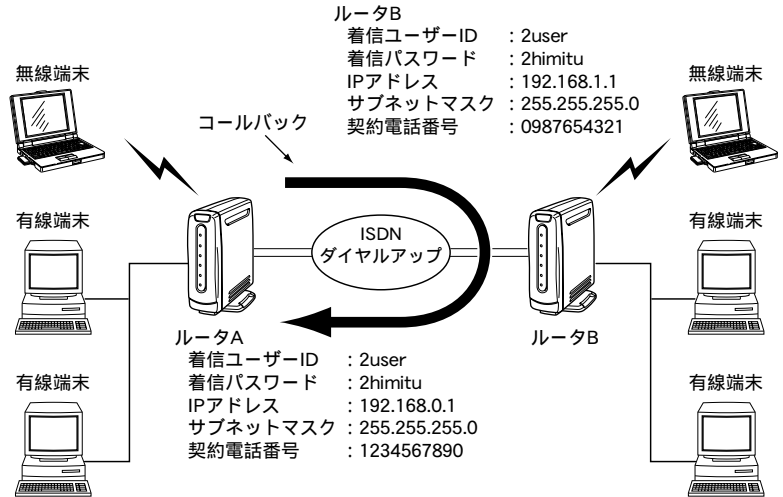 ルータB
着信ユーザーID : 2user
着信パスワード : 2himitu
IPアドレス : 192.168.1.1
サブネットマスク : 255.255.255.0
契約電話番号 : 0987654321
無線端末
無線端末
コールバック
有線端末
有線端末
ISDN
ダイヤルアップ
ルータA
着信ユーザーID : 2user
着信パスワード : 2himitu
IPアドレス : 192.168.0.1
サブネットマスク : 255.255.255.0
契約電話番号 : 1234567890
ルータB
有線端末
有線端末